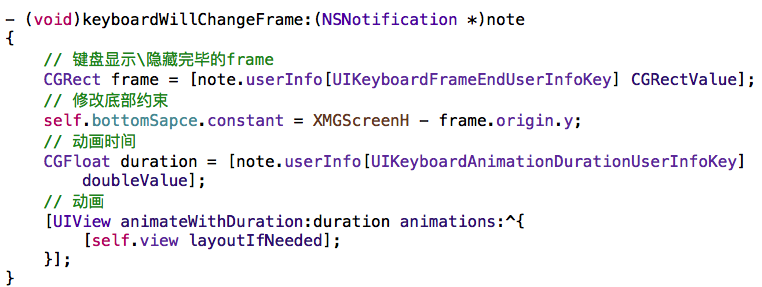 - (void)keyboardWillChangeFrame:(NSNotification *)note
{
    // 键盘显示\隐藏完毕的frame
    CGRect frame = [note.userInfo[UIKeyboardFrameEndUserInfoKey] CGRectValue];
    // 修改底部约束
    self.bottomSapce.constant = XMGScreenH - frame.origin.y;
    // 动画时间
    CGFloat duration = [note.userInfo[UIKeyboardAnimationDurationUserInfoKey]
        doubleValue];
    // 动画
    [UIView animateWithDuration:duration animations:^{
        [self.view layoutIfNeeded];
    }];
}